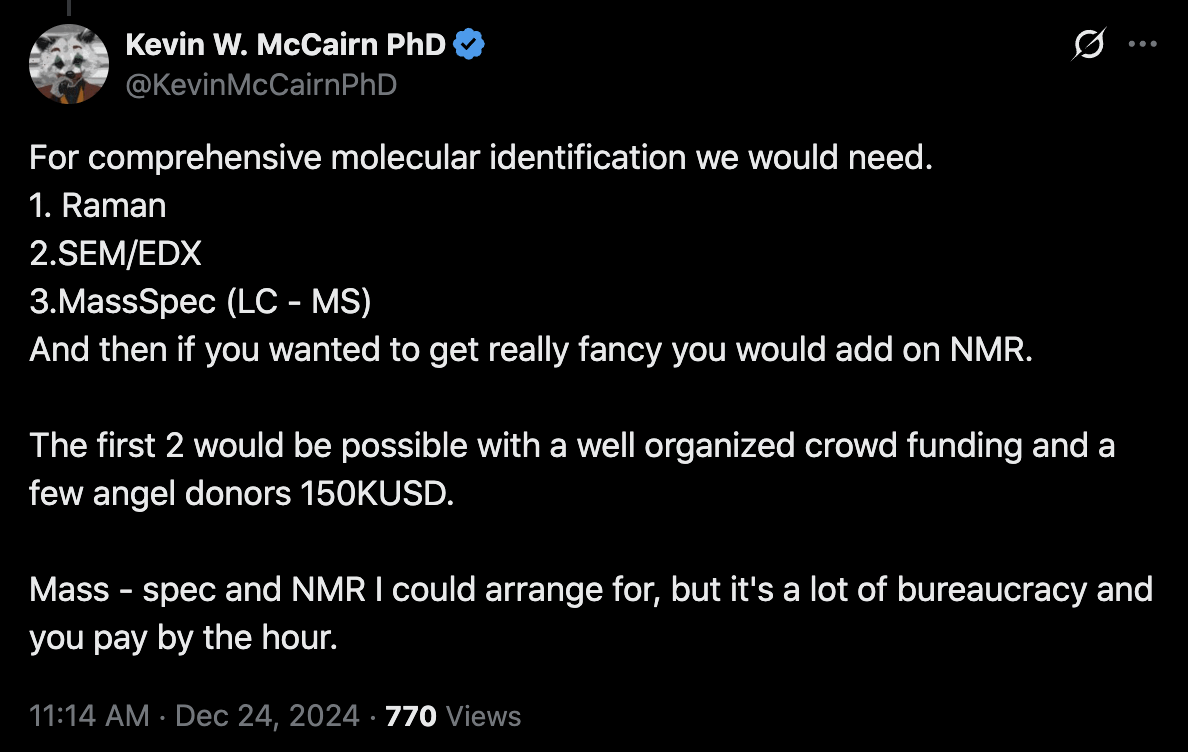 Kevin W. McCairn PhD
@KevinMcCairnPhD
For comprehensive molecular identification we would need.
1. Raman
2.SEM/EDX
3.MassSpec (LC - MS)
And then if you wanted to get really fancy you would add on NMR.
The first 2 would be possible with a well organized crowd funding and a
few angel donors 150KUSD.
Mass - spec and NMR I could arrange for, but it's a lot of bureaucracy and
you pay by the hour.
11:14 AM · Dec 24, 2024 · 770 Views